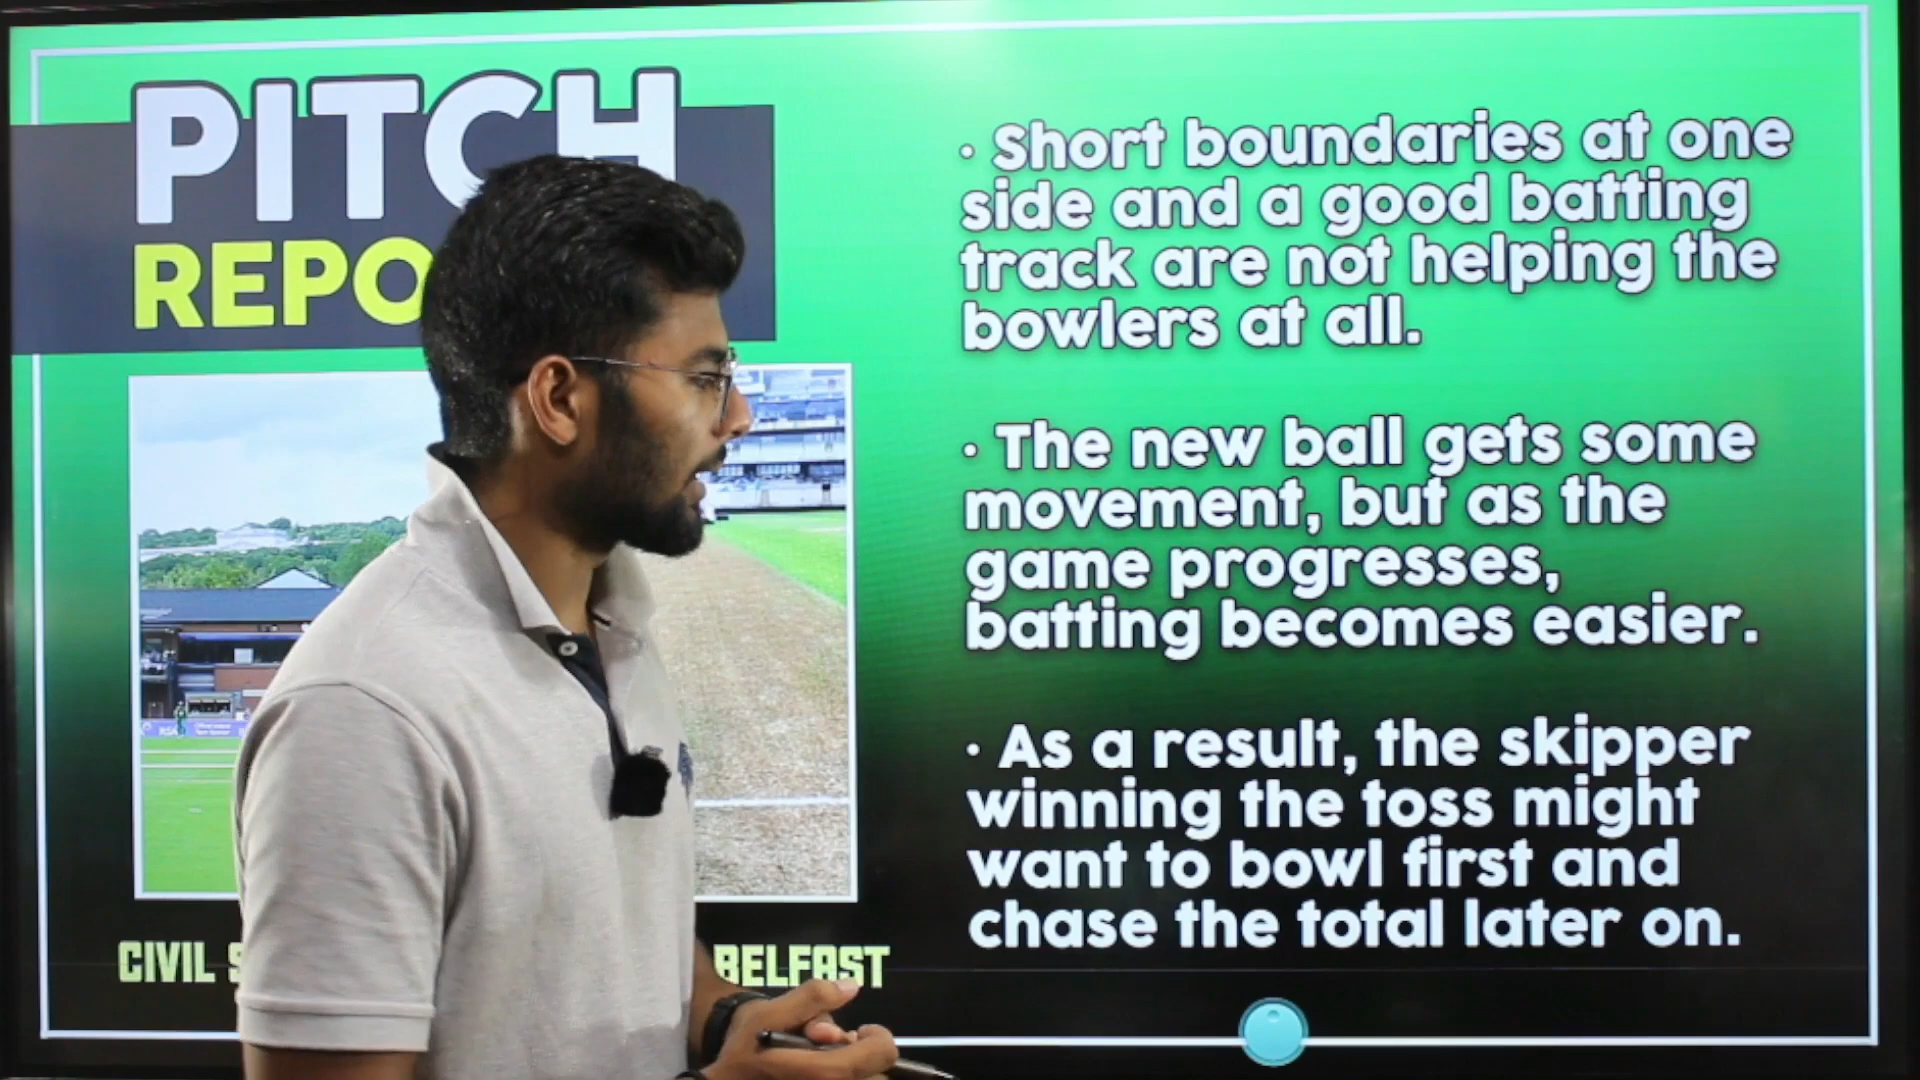 PITCH
REPO
· Short boundaries at one
side and a good batting
track are not helping the
bowlers at all.
· The new ball gets some
movement, but as the
game progresses,
batting becomes easier.
· As a result, the skipper
winning the toss might
want to bowl first and
chase the total later on.
CIVIL S BELFAST